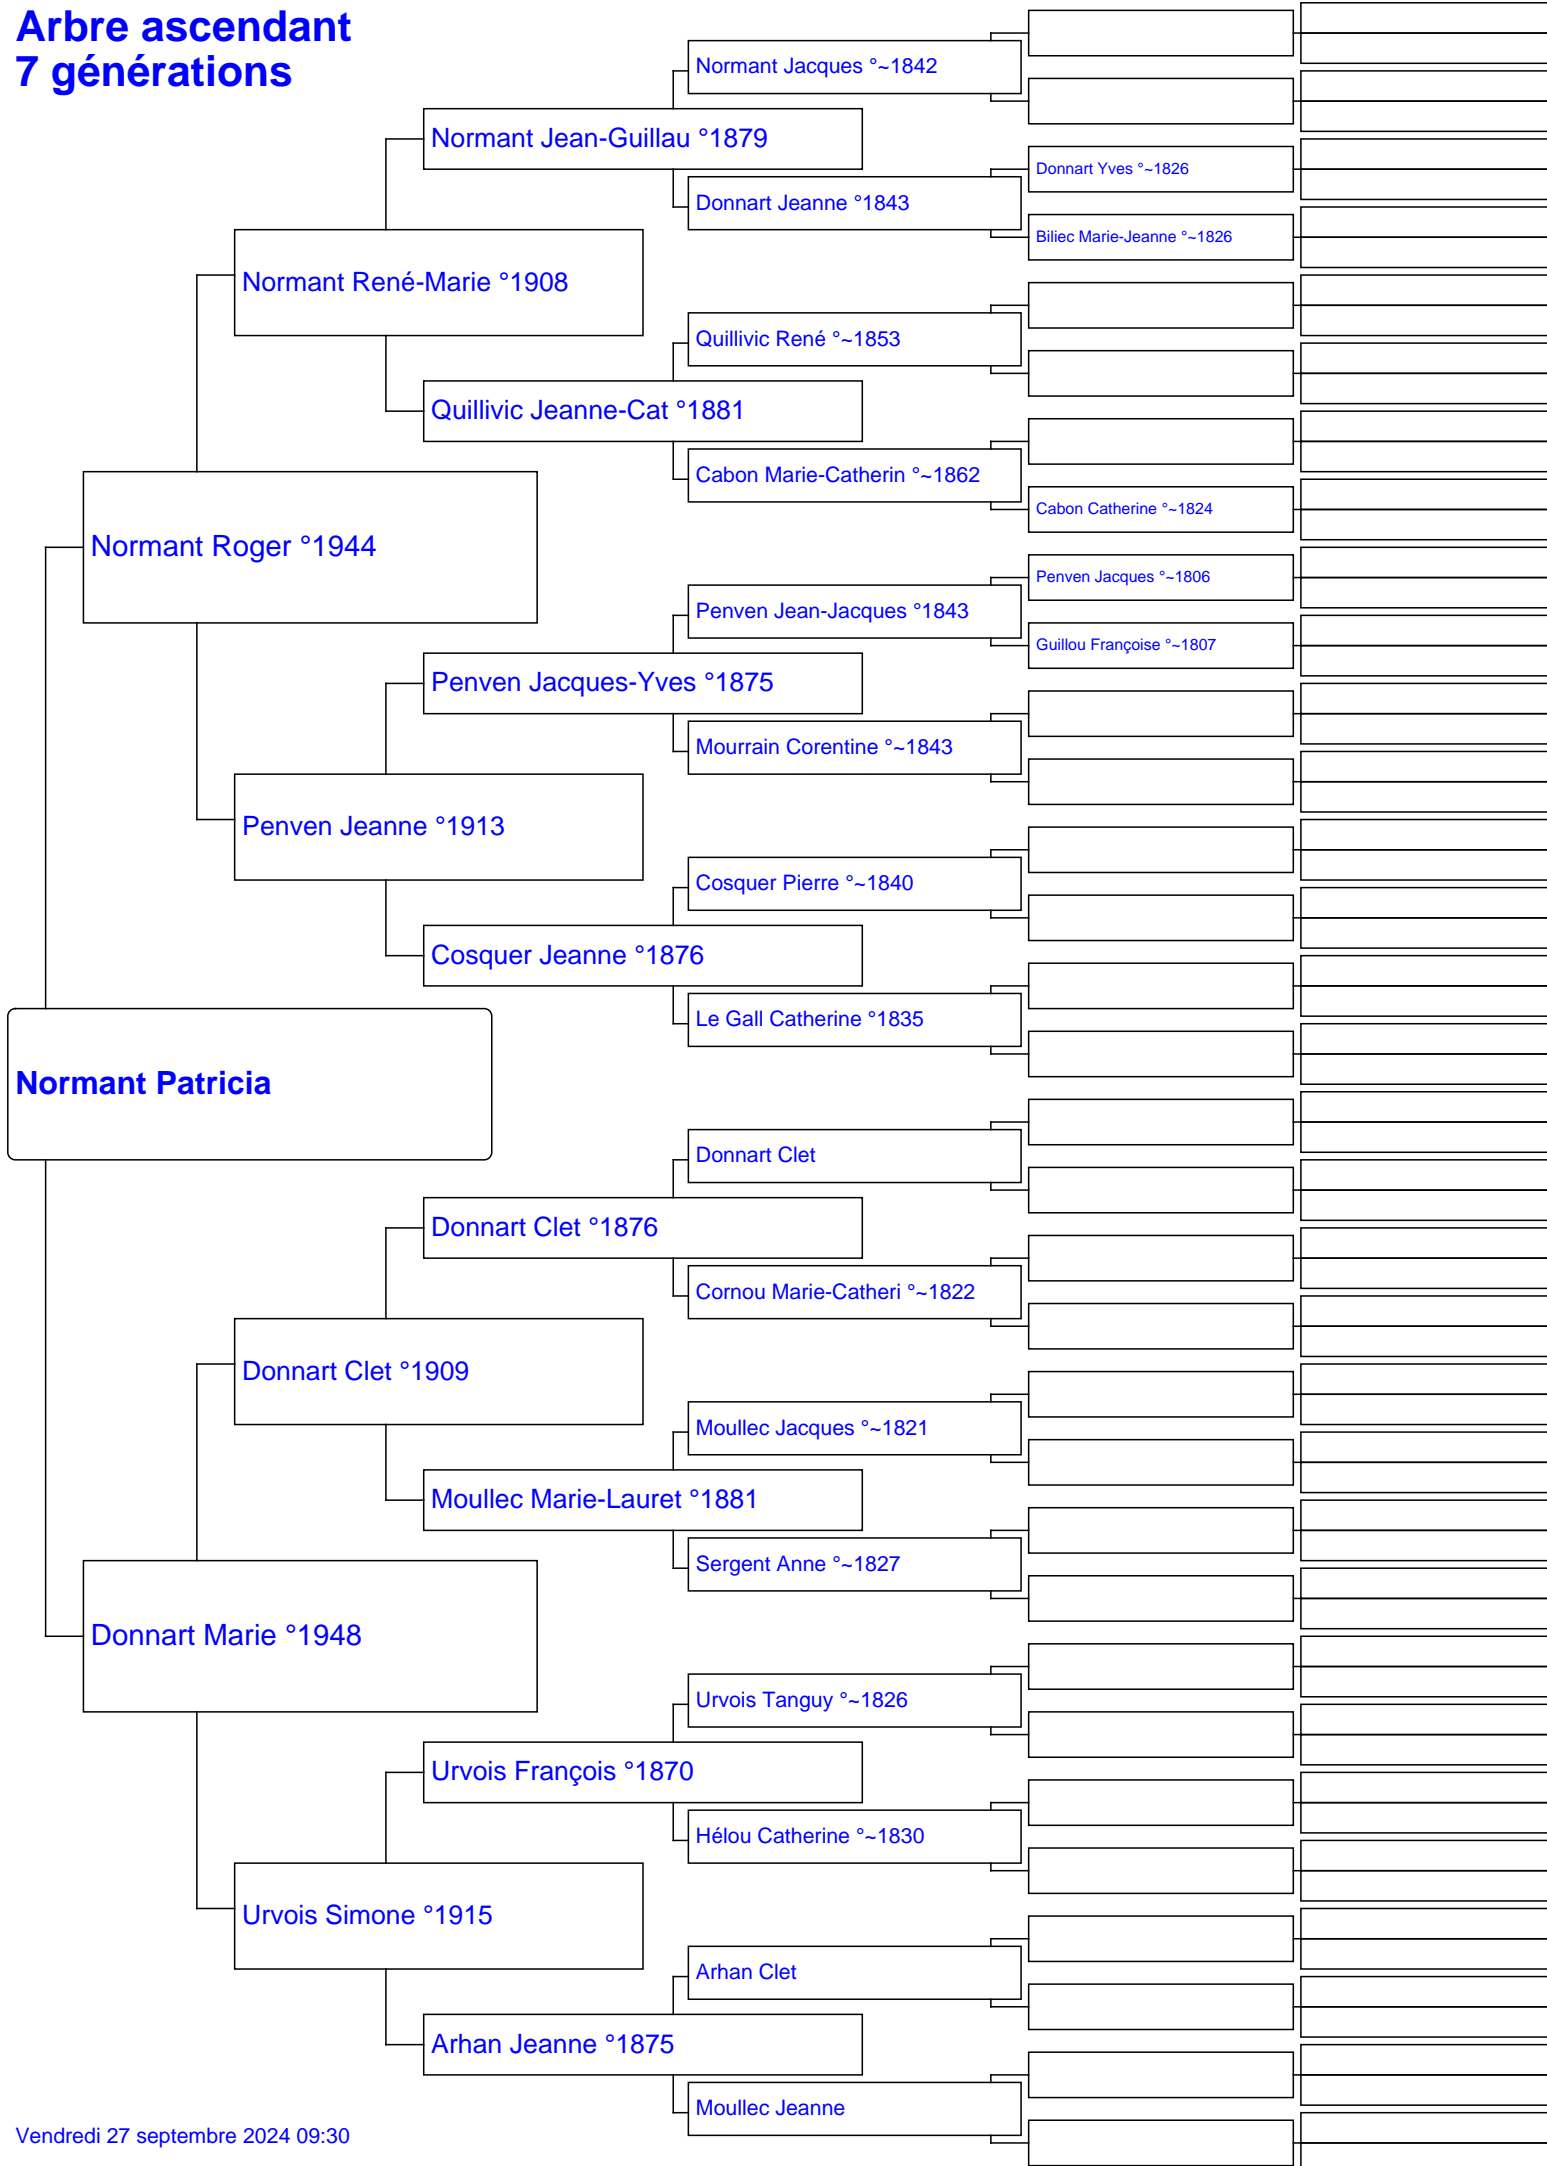 Arbre ascendant
7 générations
Normant Jacques °~1842
Normant Jean-Guillau °1879
Donnart Yves °~1826
Donnart Jeanne °1843
Biliec Marie-Jeanne °~1826
Normant René-Marie °1908
Quillivic René °~1853
Quillivic Jeanne-Cat °1881
Cabon Marie-Catherin °~1862
Cabon Catherine °~1824
Normant Roger °1944
Penven Jacques °~1806
Penven Jean-Jacques °1843
Guillou Françoise °~1807
Penven Jacques-Yves °1875
Mourrain Corentine °~1843
Penven Jeanne °1913
Cosquer Pierre °~1840
Cosquer Jeanne °1876
Le Gall Catherine °1835
Normant Patricia
Donnart Clet
Donnart Clet °1876
Cornou Marie-Catheri °~1822
Donnart Clet °1909
Moullec Jacques °~1821
Moullec Marie-Lauret °1881
Sergent Anne °~1827
Donnart Marie °1948
Urvois Tanguy °~1826
Urvois François °1870
Hélou Catherine °~1830
Urvois Simone °1915
Arhan Clet
Arhan Jeanne °1875
Moullec Jeanne
Vendredi 27 septembre 2024 09:30